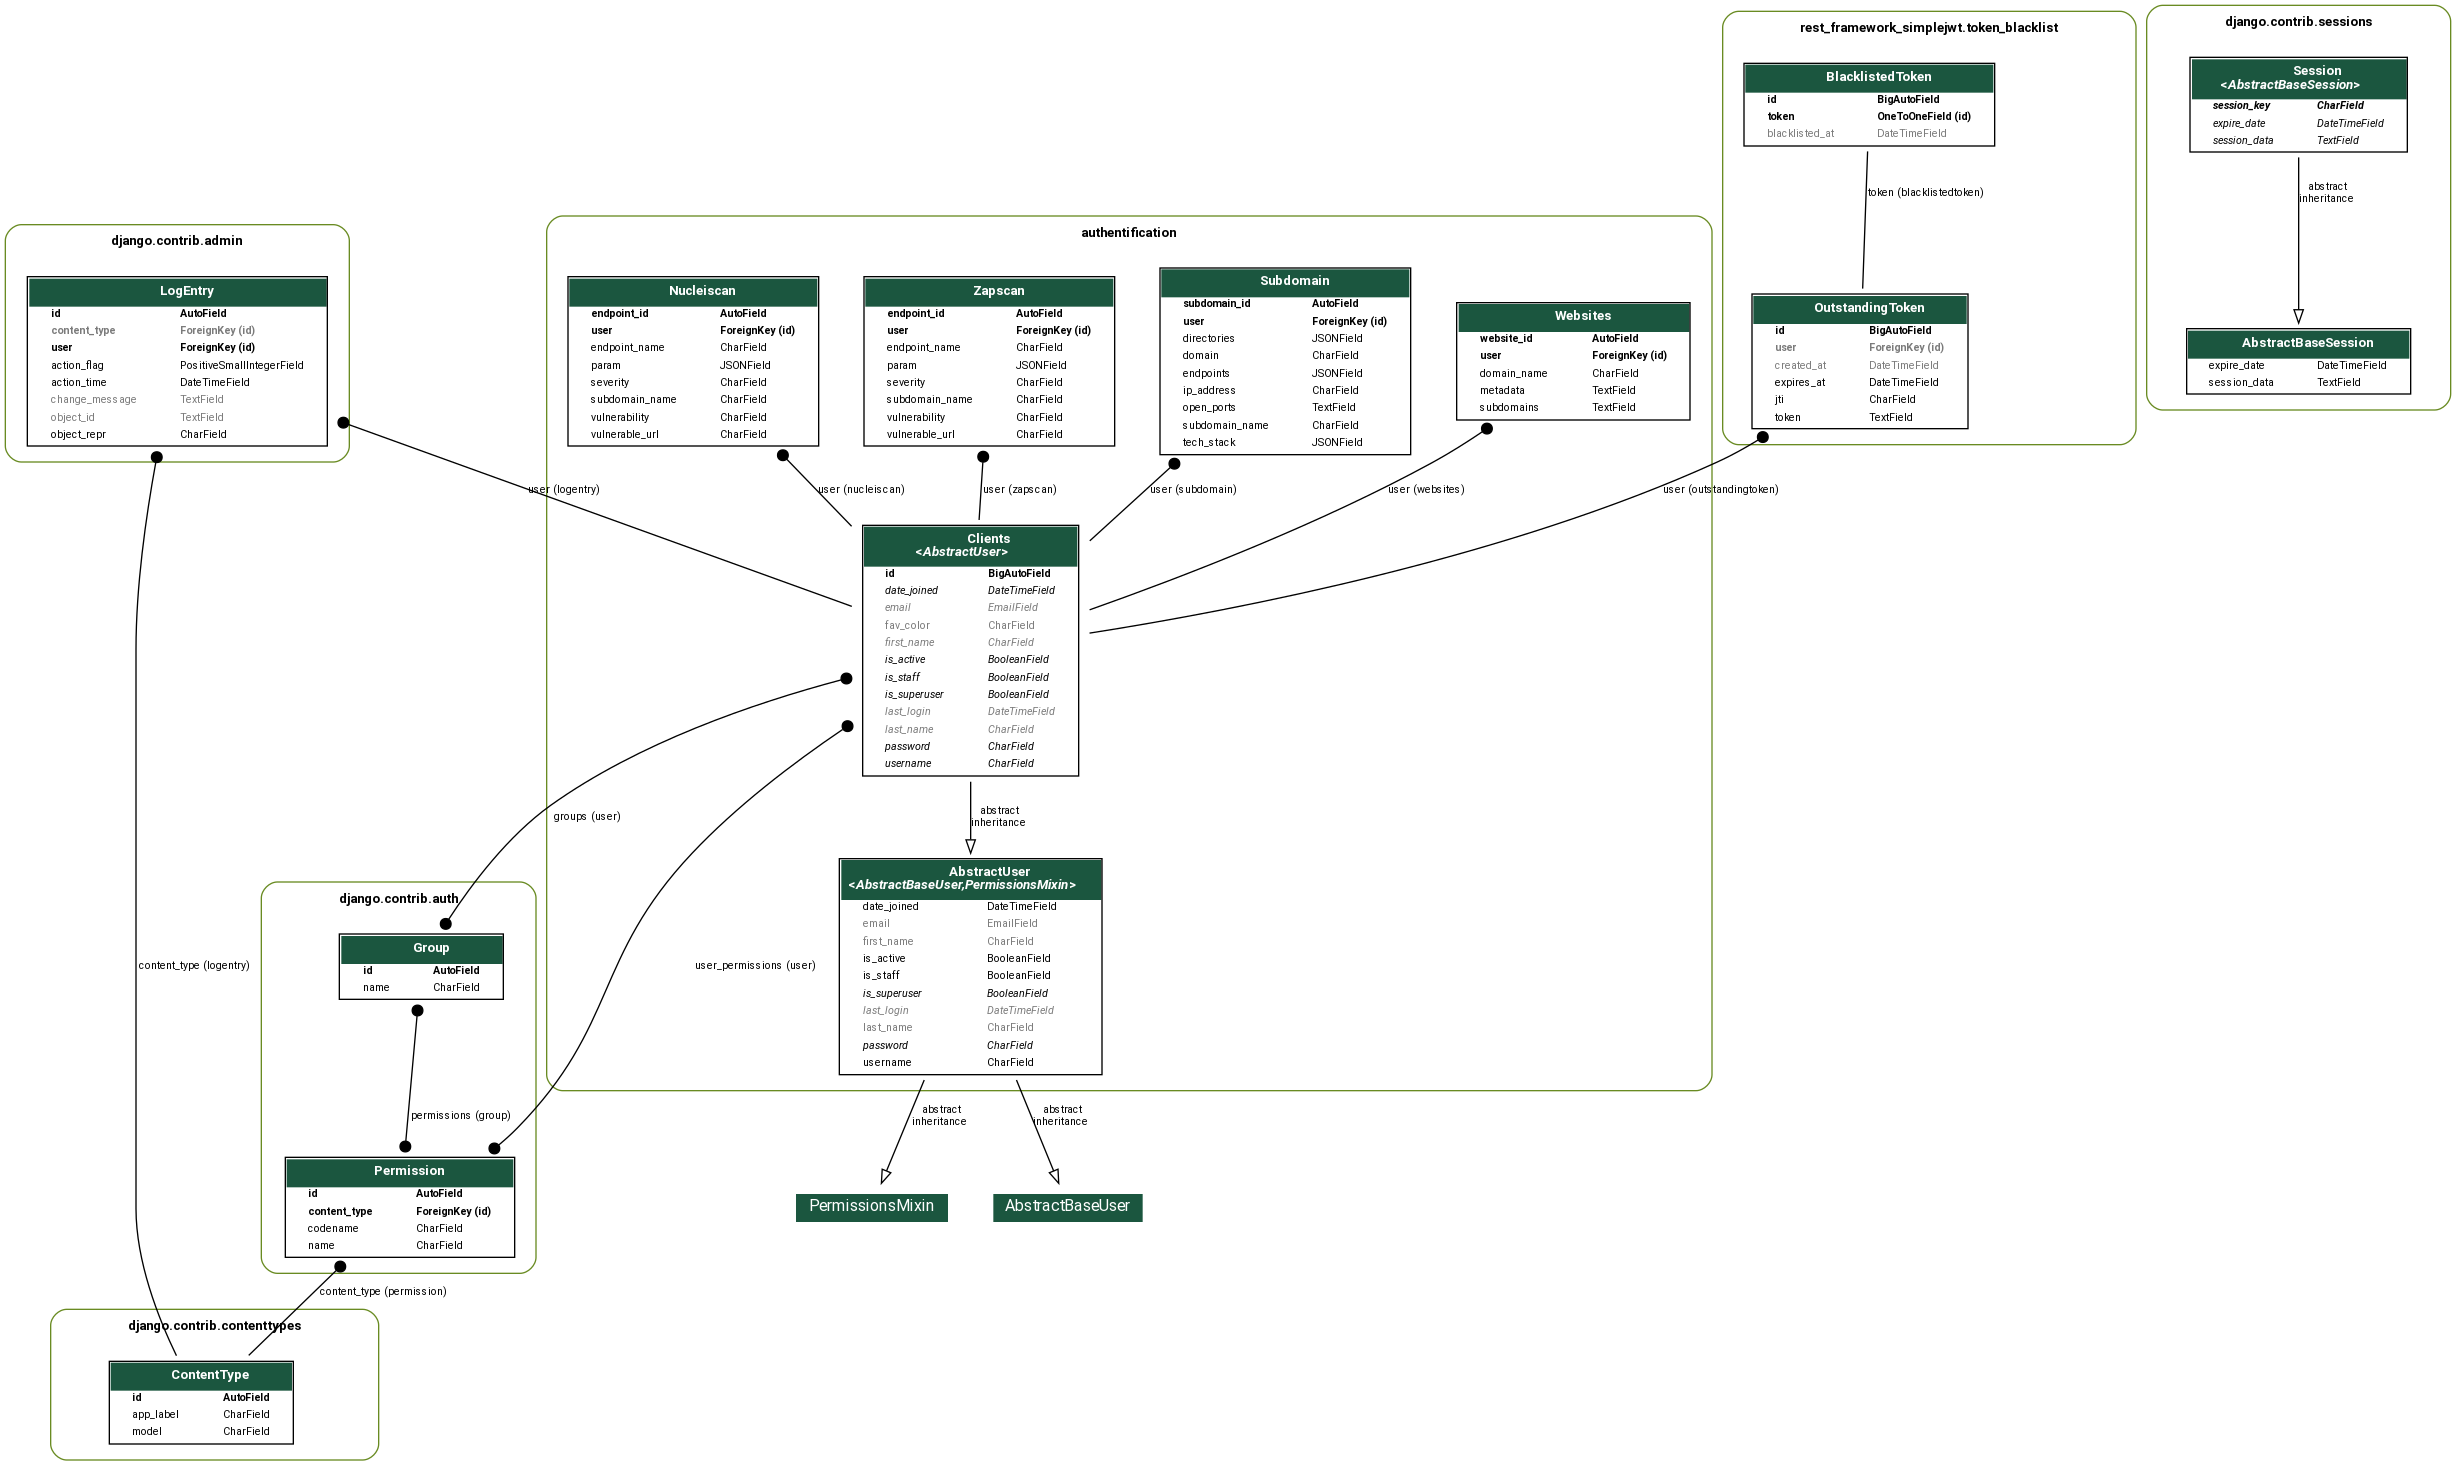 rest_framework_simplejwt.token_blacklist
BlacklistedToken
id BigAutoField
token OneToOneField (id)
blacklisted_at DateTimeField
token (blacklistedtoken)
OutstandingToken
id BigAutoField
user ForeignKey (id)
created_at DateTimeField
expires_at DateTimeField
jti CharField
token TextField
user (outstandingtoken)
django.contrib.sessions
Session
<AbstractBaseSession>
session_key CharField
expire_date DateTimeField
session_data TextField
abstract
inheritance
AbstractBaseSession
expire_date DateTimeField
session_data TextField
django.contrib.admin
LogEntry
id AutoField
content_type ForeignKey (id)
user ForeignKey (id)
action_flag PositiveSmallIntegerField
action_time DateTimeField
change_message TextField
object_id TextField
object_repr CharField
user (logentry)
content_type (logentry)
authentification
Nucleiscan
endpoint_id AutoField
user ForeignKey (id)
endpoint_name CharField
param JSONField
severity CharField
subdomain_name CharField
vulnerability CharField
vulnerable_url CharField
user (nucleiscan)
Zapscan
endpoint_id AutoField
user ForeignKey (id)
endpoint_name CharField
param JSONField
severity CharField
subdomain_name CharField
vulnerability CharField
vulnerable_url CharField
user (zapscan)
Subdomain
subdomain_id AutoField
user ForeignKey (id)
directories JSONField
domain CharField
endpoints JSONField
ip_address CharField
open_ports TextField
subdomain_name CharField
tech_stack JSONField
user (subdomain)
Websites
website_id AutoField
user ForeignKey (id)
domain_name CharField
metadata TextField
subdomains TextField
user (websites)
Clients
<AbstractUser>
id BigAutoField
date_joined DateTimeField
email EmailField
fav_color CharField
first_name CharField
is_active BooleanField
is_staff BooleanField
is_superuser BooleanField
last_login DateTimeField
last_name CharField
password CharField
username CharField
groups (user)
user_permissions (user)
abstract
inheritance
AbstractUser
<AbstractBaseUser,PermissionsMixin>
date_joined DateTimeField
email EmailField
first_name CharField
is_active BooleanField
is_staff BooleanField
is_superuser BooleanField
last_login DateTimeField
last_name CharField
password CharField
username CharField
abstract
inheritance
abstract
inheritance
PermissionsMixin
AbstractBaseUser
django.contrib.auth
Group
id AutoField
name CharField
permissions (group)
Permission
id AutoField
content_type ForeignKey (id)
codename CharField
name CharField
content_type (permission)
django.contrib.contenttypes
ContentType
id AutoField
app_label CharField
model CharField